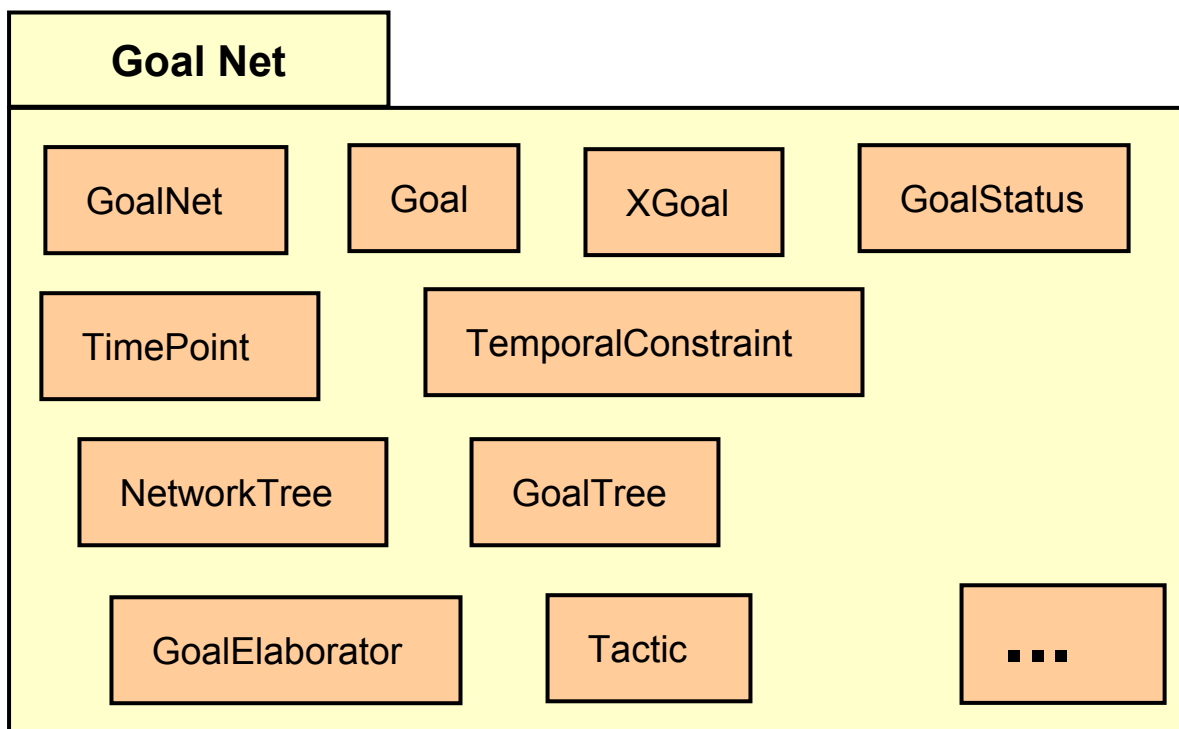 Goal Net
GoalNet
Goal
XGoal
GoalStatus
TimePoint
TemporalConstraint
NetworkTree
GoalTree
GoalElaborator
Tactic
...